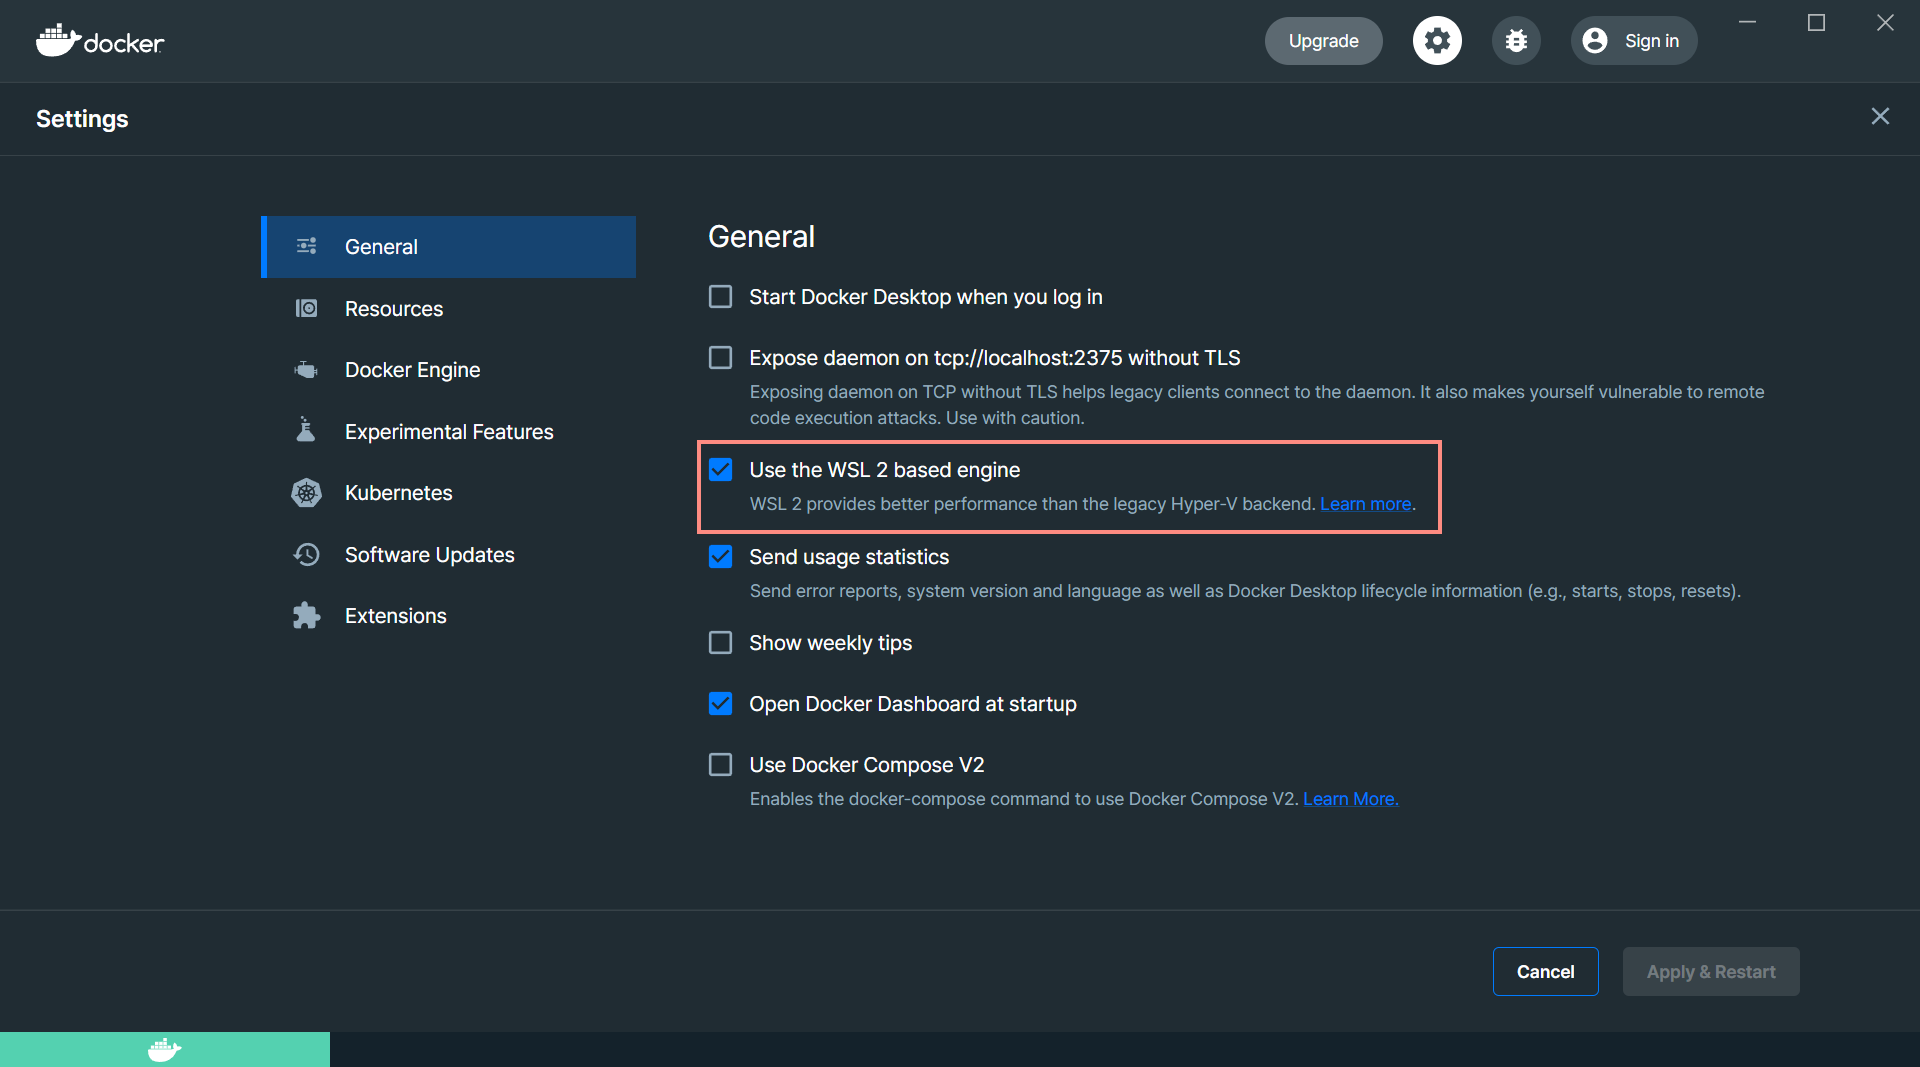 docker
Upgrade
Sign in
Settings
General
Resources
Docker Engine
Experimental Features
Kubernetes
Software Updates
Extensions
General
Start Docker Desktop when you log in
Expose daemon on tcp://localhost:2375 without TLS
Exposing daemon on TCP without TLS helps legacy clients connect to the daemon. It also makes yourself vulnerable to remote
code execution attacks. Use with caution.
Use the WSL 2 based engine
WSL 2 provides better performance than the legacy Hyper-V backend. Learn more.
Send usage statistics
Send error reports, system version and language as well as Docker Desktop lifecycle information (e.g., starts, stops, resets).
Show weekly tips
Open Docker Dashboard at startup
Use Docker Compose V2
Enables the docker-compose command to use Docker Compose V2. Learn More.
Cancel
Apply & Restart